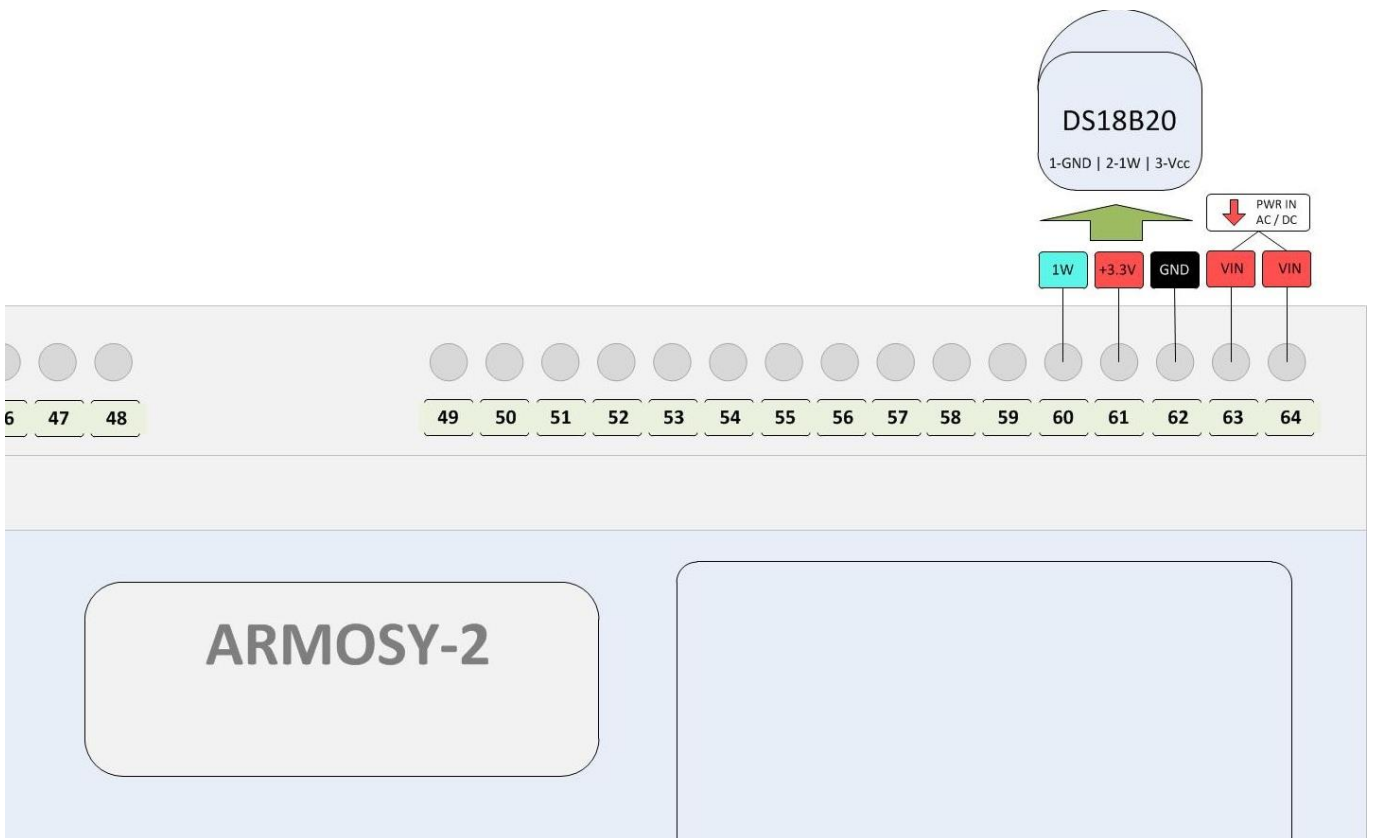 DS18B20
1-GND | 2-1W | 3-Vcc
PWR IN
AC / DC
1W +3.3V GND VIN VIN
6 47 48 49 50 51 52 53 54 55 56 57 58 59 60 61 62 63 64
ARMOSY-2